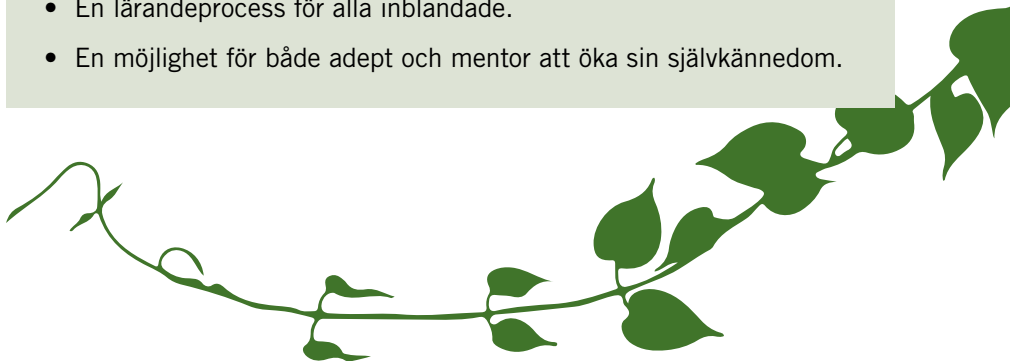 • En lärandeprocess för alla inblandade.
• En möjlighet för både adept och mentor att öka sin självkännedom.